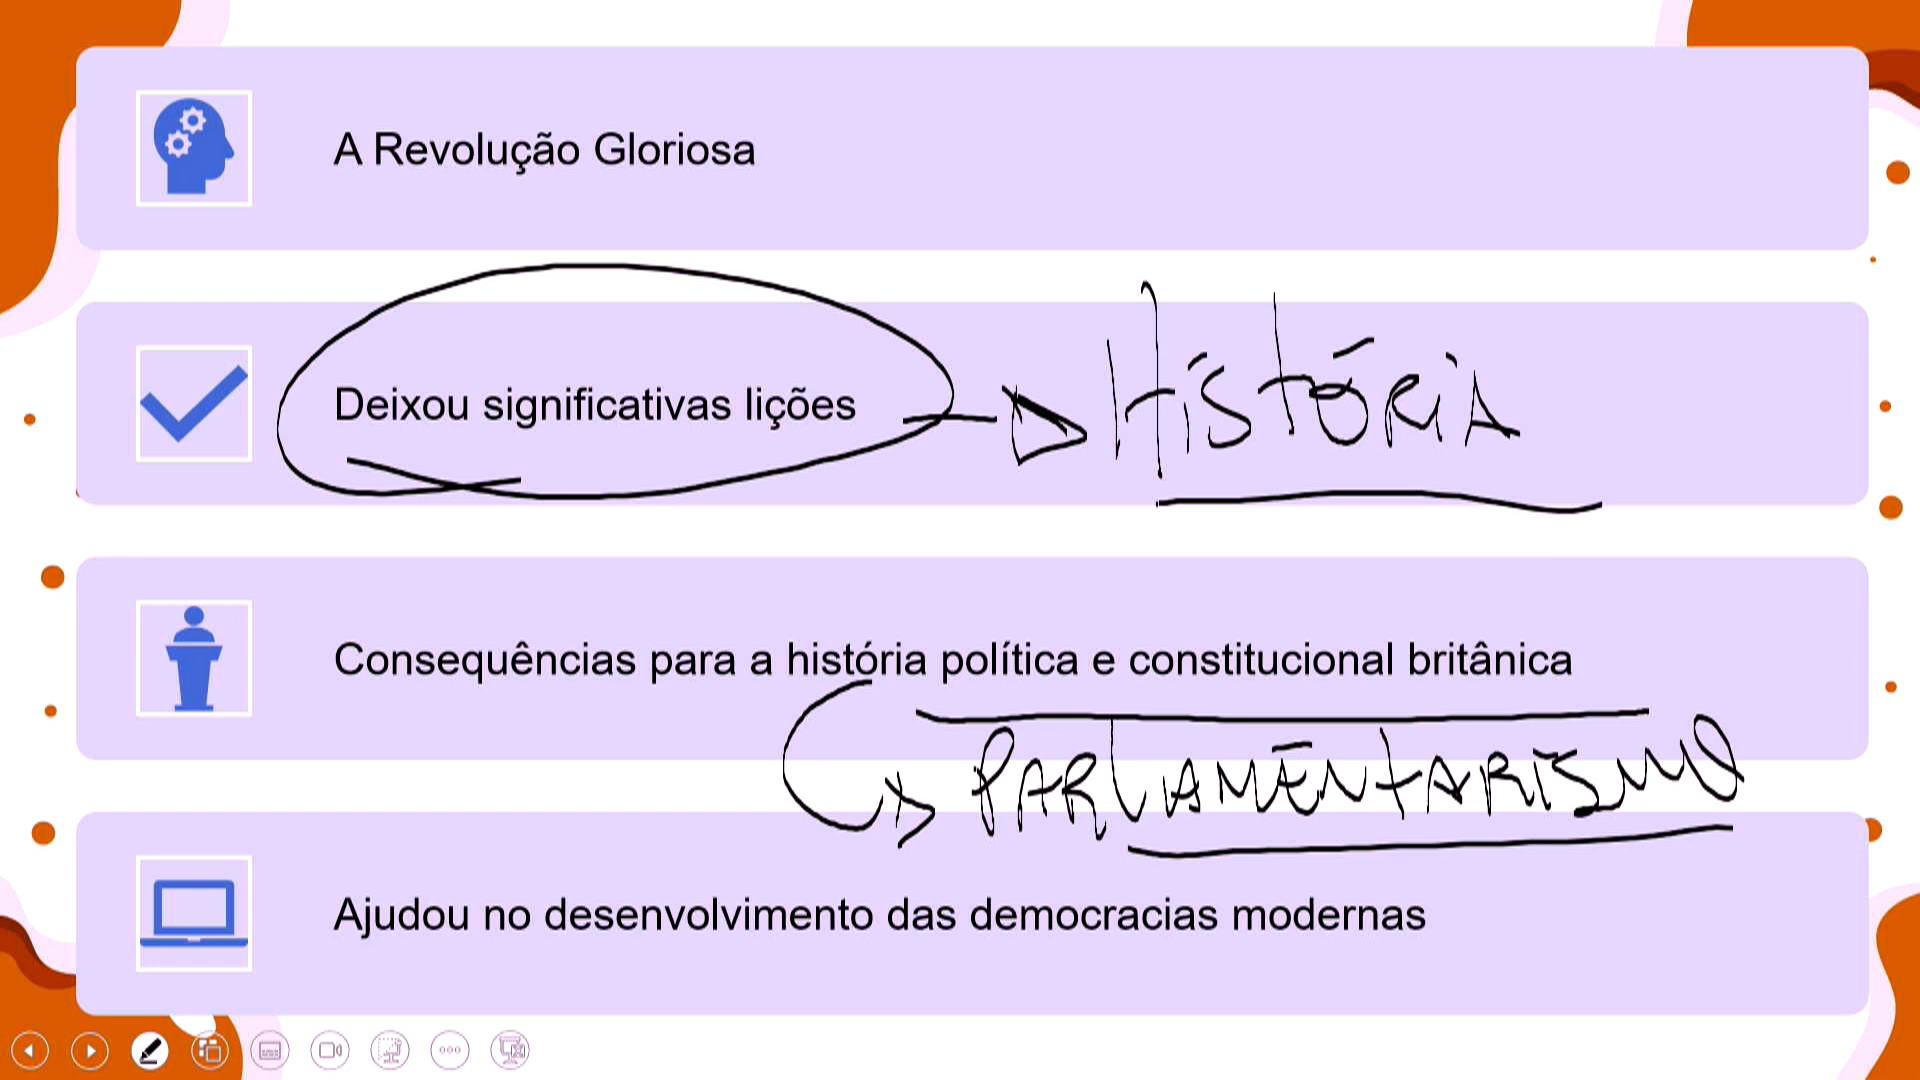 A Revolução Gloriosa
Deixou significativas lições
HiStÓRiA
Consequências para a história política e constitucional britânica
PARLAMENtARiSMO
Ajudou no desenvolvimento das democracias modernas